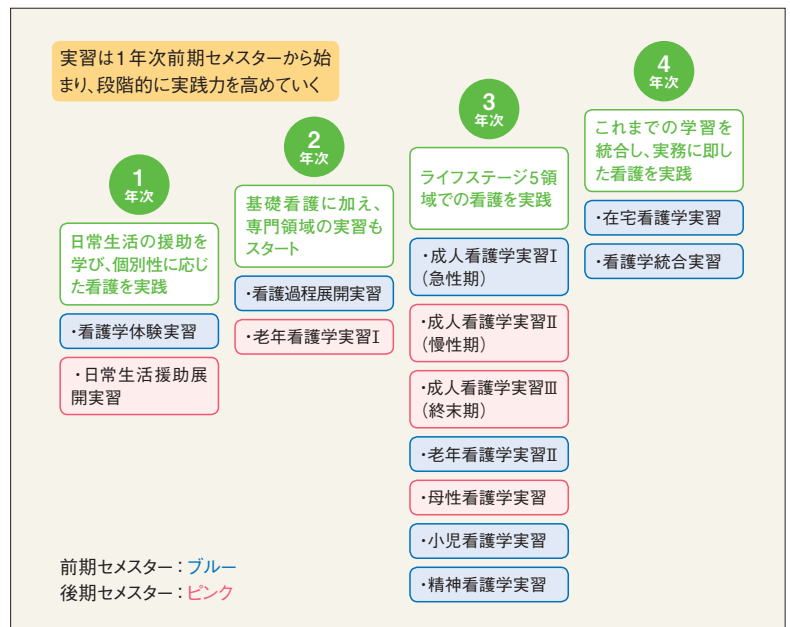 実習は1年次前期セメスターから始
まり、段階的に実践力を高めていく
1
年次
日常生活の援助を
学び、個別性に応じ
た看護を実践
・看護学体験実習
・日常生活援助展
開実習
2
年次
基礎看護に加え、
専門領域の実習も
スタート
・看護過程展開実習
・老年看護学実習Ⅰ
3
年次
ライフステージ5領
域での看護を実践
・成人看護学実習Ⅰ
（急性期）
・成人看護学実習Ⅱ
（慢性期）
・成人看護学実習Ⅲ
（終末期）
・老年看護学実習Ⅱ
・母性看護学実習
・小児看護学実習
・精神看護学実習
4
年次
これまでの学習を
統合し、実務に即し
た看護を実践
・在宅看護学実習
・看護学統合実習
前期セメスター：ブルー
後期セメスター：ピンク